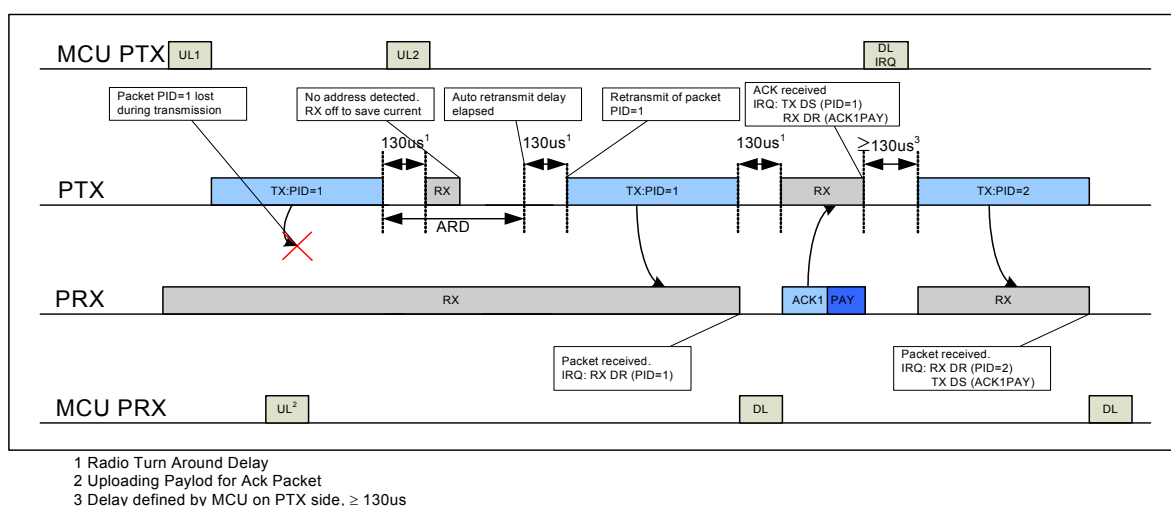 MCU PTX
UL1
UL2
DL
IRQ
Packet PID=1 lost
during transmission
No address detected.
RX off to save current
Auto retransmit delay
elapsed
Retransmit of packet
PID=1
ACK received
IRQ: TX DS (PID=1)
RX DR (ACK1PAY)
130us1
130us1
130us1
≥130us3
PTX
TX:PID=1
RX
TX:PID=1
RX
TX:PID=2
ARD
PRX
RX
ACK1
PAY
RX
Packet received.
IRQ: RX DR (PID=1)
Packet received.
IRQ: RX DR (PID=2)
TX DS (ACK1PAY)
MCU PRX
UL2
DL
DL
1 Radio Turn Around Delay
2 Uploading Paylod for Ack Packet
3 Delay defined by MCU on PTX side, ≥ 130us